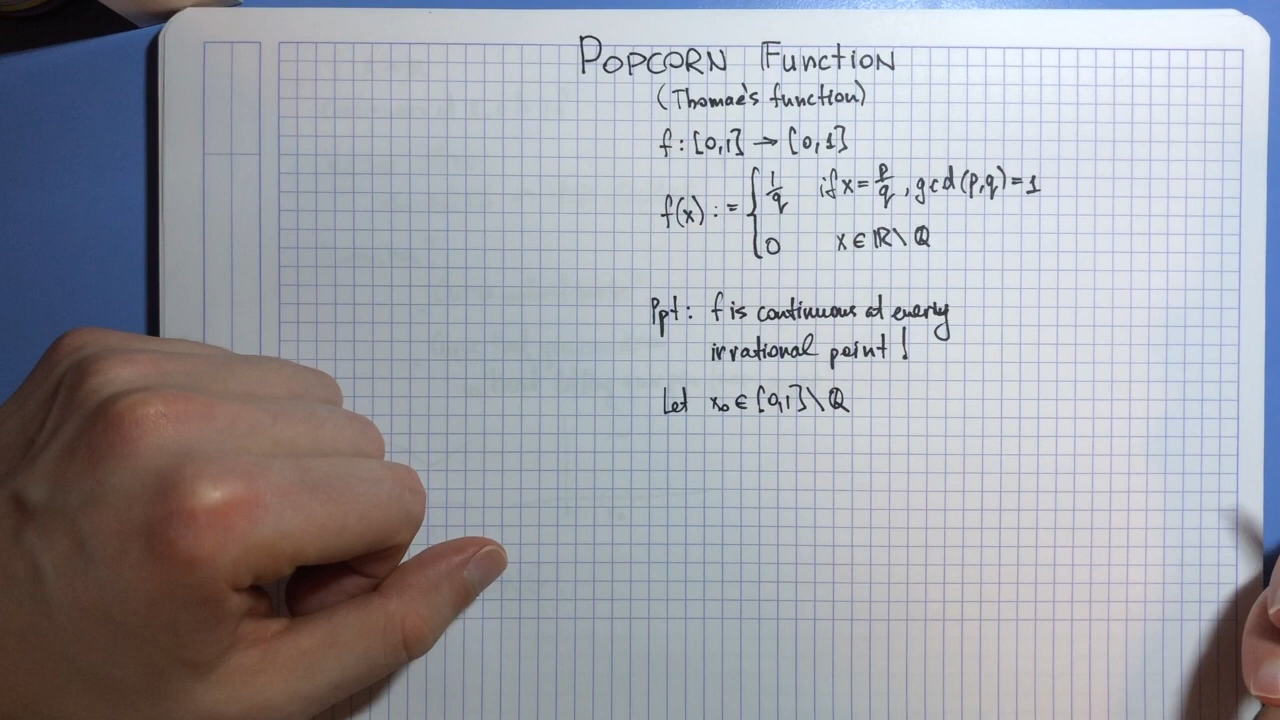 POPCORN Function
(Thomae's function)
f : [0,1] → [0,1]
f(x) := { 1/q if x = p/q , gcd(p,q) = 1
0 x ∈ ℝ \ ℚ
Ppt : f is continuous at every
irrational point !
Let x₀ ∈ [0,1] \ ℚ